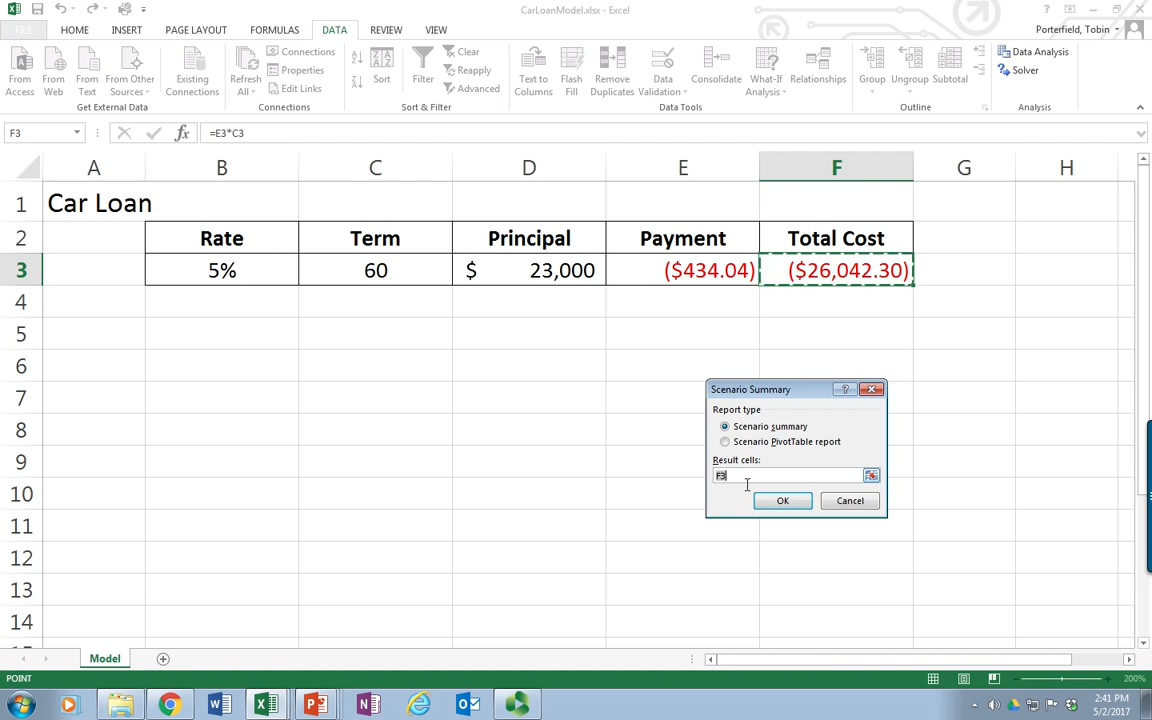 CarLoanModel.xlsx - Excel
FILE HOME INSERT PAGE LAYOUT FORMULAS DATA REVIEW VIEW
Porterfield, Tobin
From Access
From Web
From Text
From Other Sources
Existing Connections
Get External Data
Refresh All
Connections
Properties
Edit Links
Connections
Sort
Filter
Clear
Reapply
Advanced
Sort & Filter
Text to Columns
Flash Fill
Remove Duplicates
Data Validation
Consolidate
What-If Analysis
Relationships
Data Tools
Group
Ungroup
Subtotal
Outline
Data Analysis
Solver
Analysis
F3 fx =E3*C3
A B C D E F G H
1 Car Loan
2 Rate Term Principal Payment Total Cost
3 5% 60 $ 23,000 ($434.04) ($26,042.30)
4
5
6
7
8
9
10
11
12
13
14
Scenario Summary
Report type
Scenario summary
Scenario PivotTable report
Result cells:
F3
OK Cancel
Model
POINT
200%
2:41 PM
5/2/2017